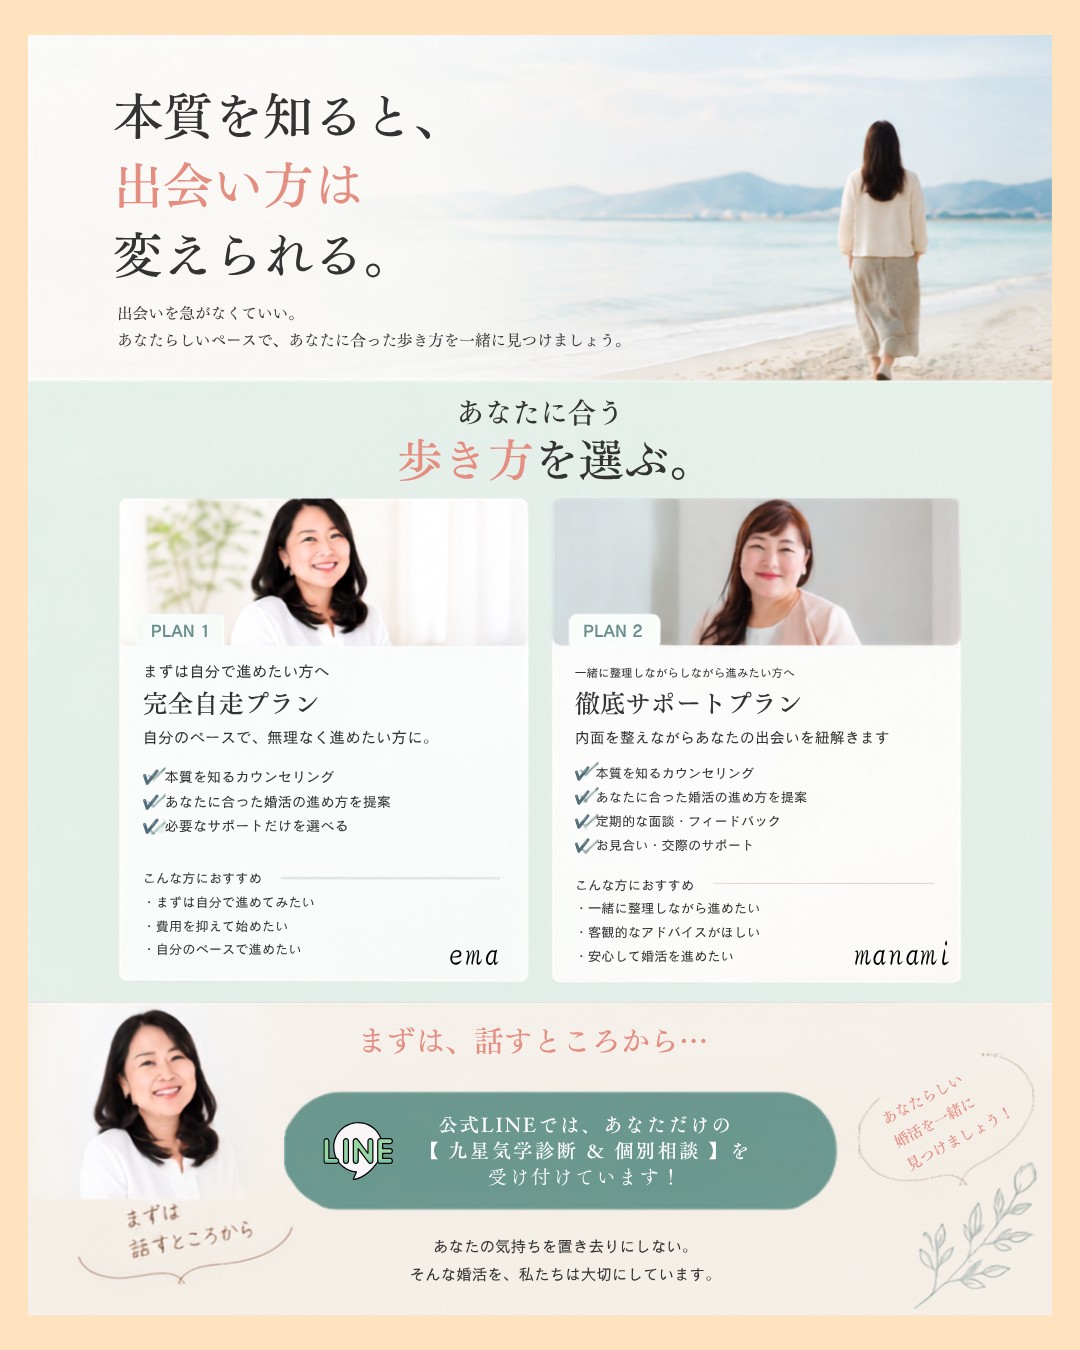 本質を知ると、
出会い方は
変えられる。
出会いを急がなくていい。
あなたらしいペースで、あなたに合った歩き方を一緒に見つけましょう。
あなたに合う
歩き方を選ぶ。
PLAN 1
まずは自分で進めたい方へ
完全自走プラン
自分のペースで、無理なく進めたい方に。
本質を知るカウンセリング
あなたに合った婚活の進め方を提案
必要なサポートだけを選べる
こんな方におすすめ
・まずは自分で進めてみたい
・費用を抑えて始めたい
・自分のペースで進めたい
ema
PLAN 2
一緒に整理しながらしながら進みたい方へ
徹底サポートプラン
内面を整えながらあなたの出会いを紐解きます
本質を知るカウンセリング
あなたに合った婚活の進め方を提案
定期的な面談・フィードバック
お見合い・交際のサポート
こんな方におすすめ
・一緒に整理しながら進めたい
・客観的なアドバイスがほしい
・安心して婚活を進めたい
manami
まずは、話すところから…
LINE
公式LINEでは、あなただけの
【 九星気学診断 & 個別相談 】を
受け付けています！
あなたらしい
婚活を一緒に
見つけましょう！
まずは
話すところから
あなたの気持ちを置き去りにしない。
そんな婚活を、私たちは大切にしています。